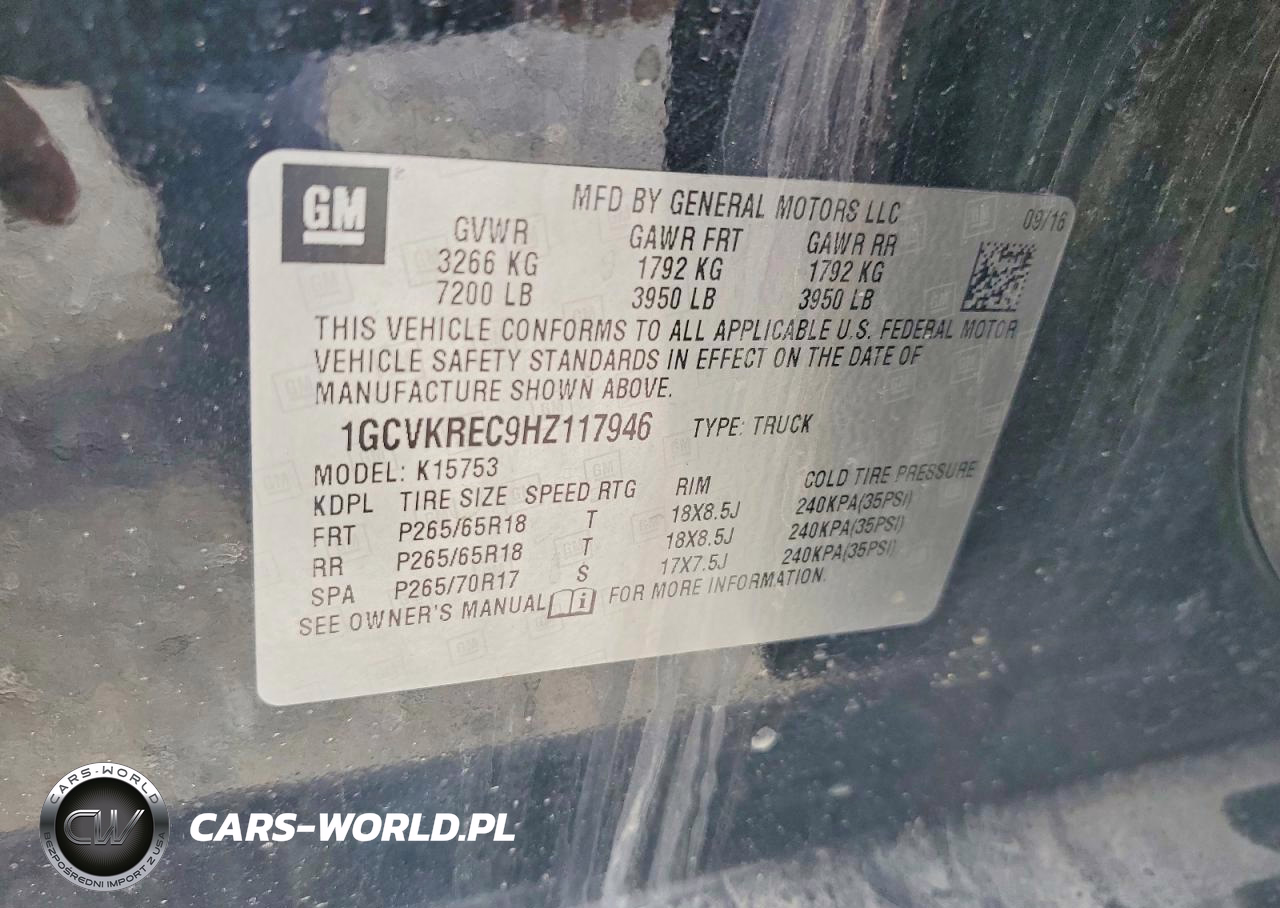 GM
MFD BY GENERAL MOTORS LLC
09/16
GVWR GAWR FRT GAWR RR
3266 KG 1792 KG 1792 KG
7200 LB 3950 LB 3950 LB
THIS VEHICLE CONFORMS TO ALL APPLICABLE U.S. FEDERAL MOTOR
VEHICLE SAFETY STANDARDS IN EFFECT ON THE DATE OF
MANUFACTURE SHOWN ABOVE.
1GCVKREC9HZ117946 TYPE: TRUCK
MODEL: K15753
KDPL TIRE SIZE SPEED RTG RIM COLD TIRE PRESSURE
FRT P265/65R18 T 18X8.5J 240KPA(35PSI)
RR P265/65R18 T 18X8.5J 240KPA(35PSI)
SPA P265/70R17 S 17X7.5J 240KPA(35PSI)
SEE OWNER'S MANUAL FOR MORE INFORMATION.
CARS-WORLD
CW
BEZPOŚREDNI IMPORT Z USA
CARS-WORLD.PL